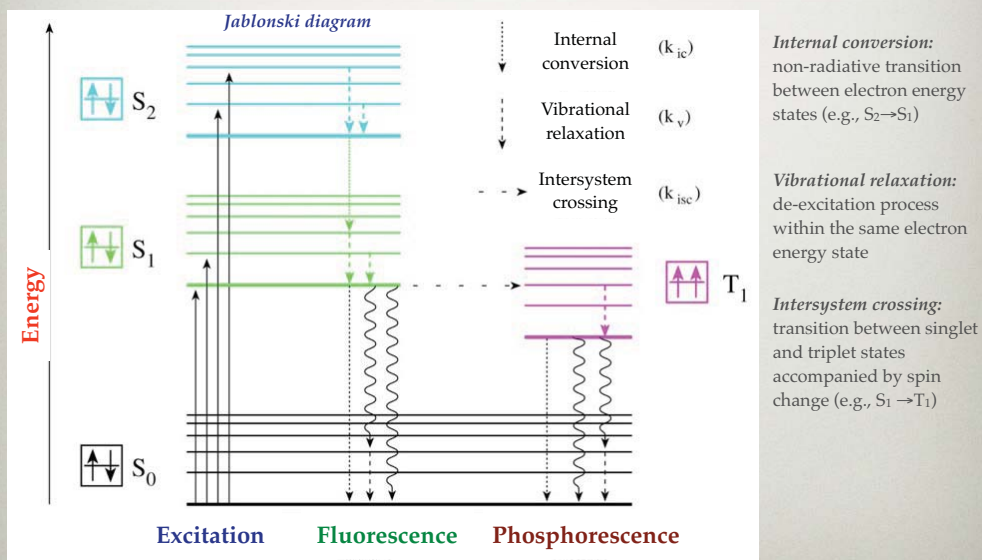 Jablonski diagram
Energy
S2
S1
S0
T1
Internal
conversion
(k ic)
Vibrational
relaxation
(k v)
Intersystem
crossing
(k isc)
Excitation
Fluorescence
Phosphorescence
Internal conversion:
non-radiative transition
between electron energy
states (e.g., S2→S1)
Vibrational relaxation:
de-excitation process
within the same electron
energy state
Intersystem crossing:
transition between singlet
and triplet states
accompanied by spin
change (e.g., S1 →T1)